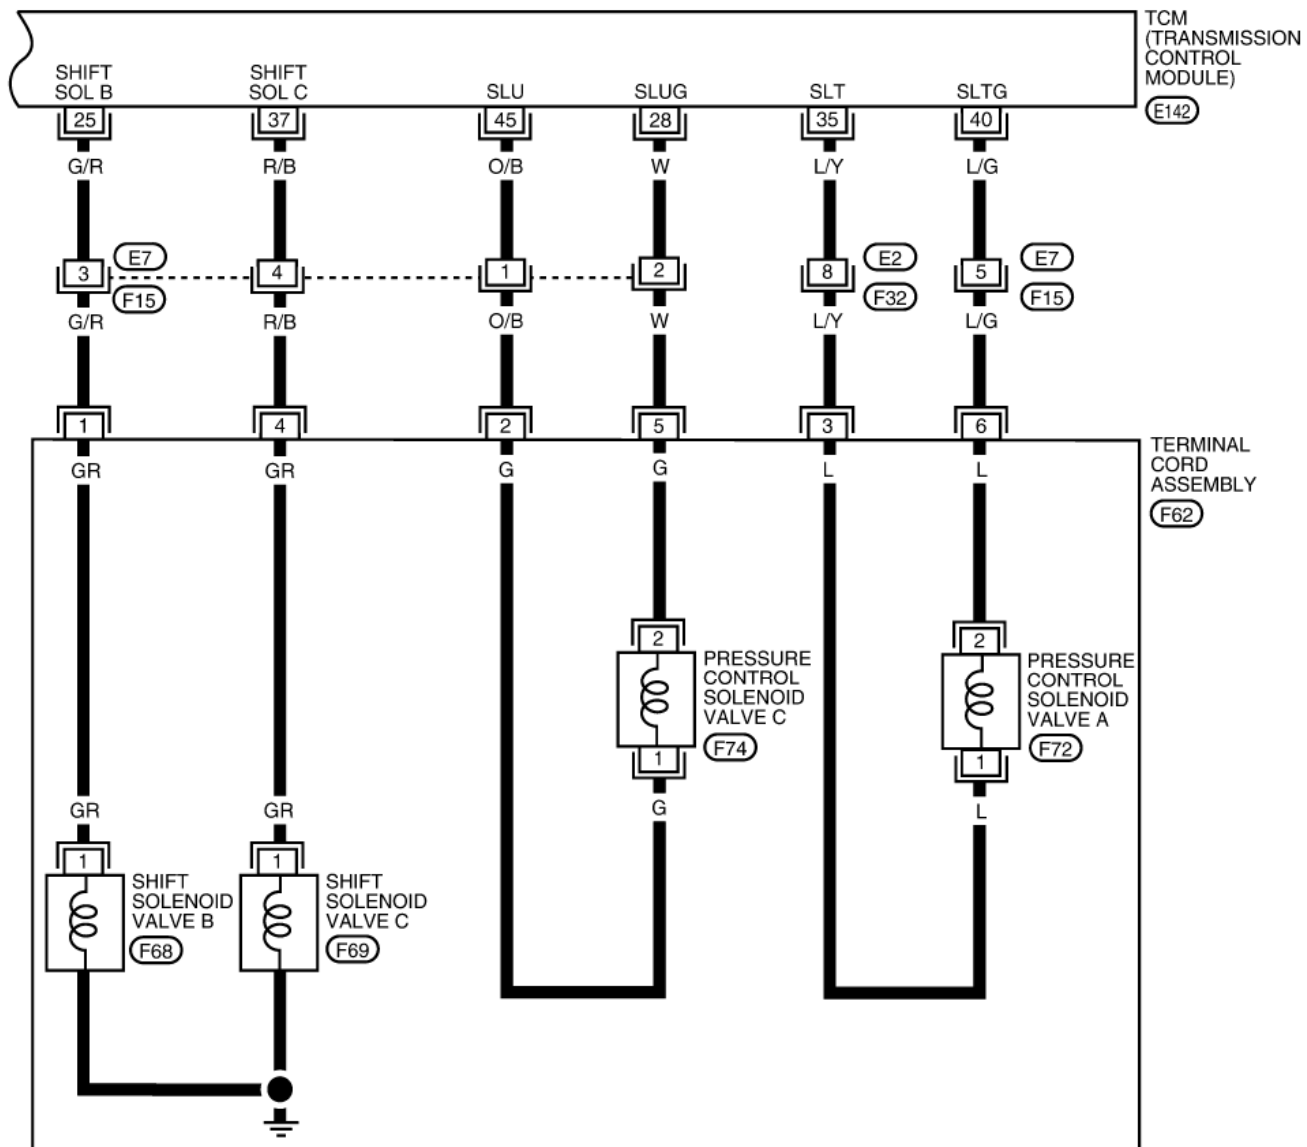 TCM
(TRANSMISSION
CONTROL
MODULE)
E142
SHIFT
SOL B
SHIFT
SOL C
SLU
SLUG
SLT
SLTG
25
37
45
28
35
40
G/R
R/B
O/B
W
L/Y
L/G
E7
E2
E7
3
4
1
2
8
5
F15
F32
F15
G/R
R/B
O/B
W
L/Y
L/G
1
4
2
5
3
6
TERMINAL
CORD
ASSEMBLY
F62
GR
GR
G
G
L
L
2
PRESSURE
CONTROL
SOLENOID
VALVE C
F74
1
G
2
PRESSURE
CONTROL
SOLENOID
VALVE A
F72
1
L
GR
GR
1
SHIFT
SOLENOID
VALVE B
F68
1
SHIFT
SOLENOID
VALVE C
F69